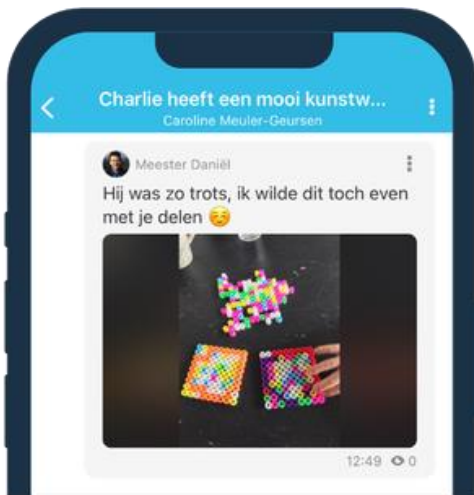 Charlie heeft een mooi kunstw...
Caroline Meuler-Geursen
Meester Daniël
Hij was zo trots, ik wilde dit toch even
met je delen ☺️
12:49 0